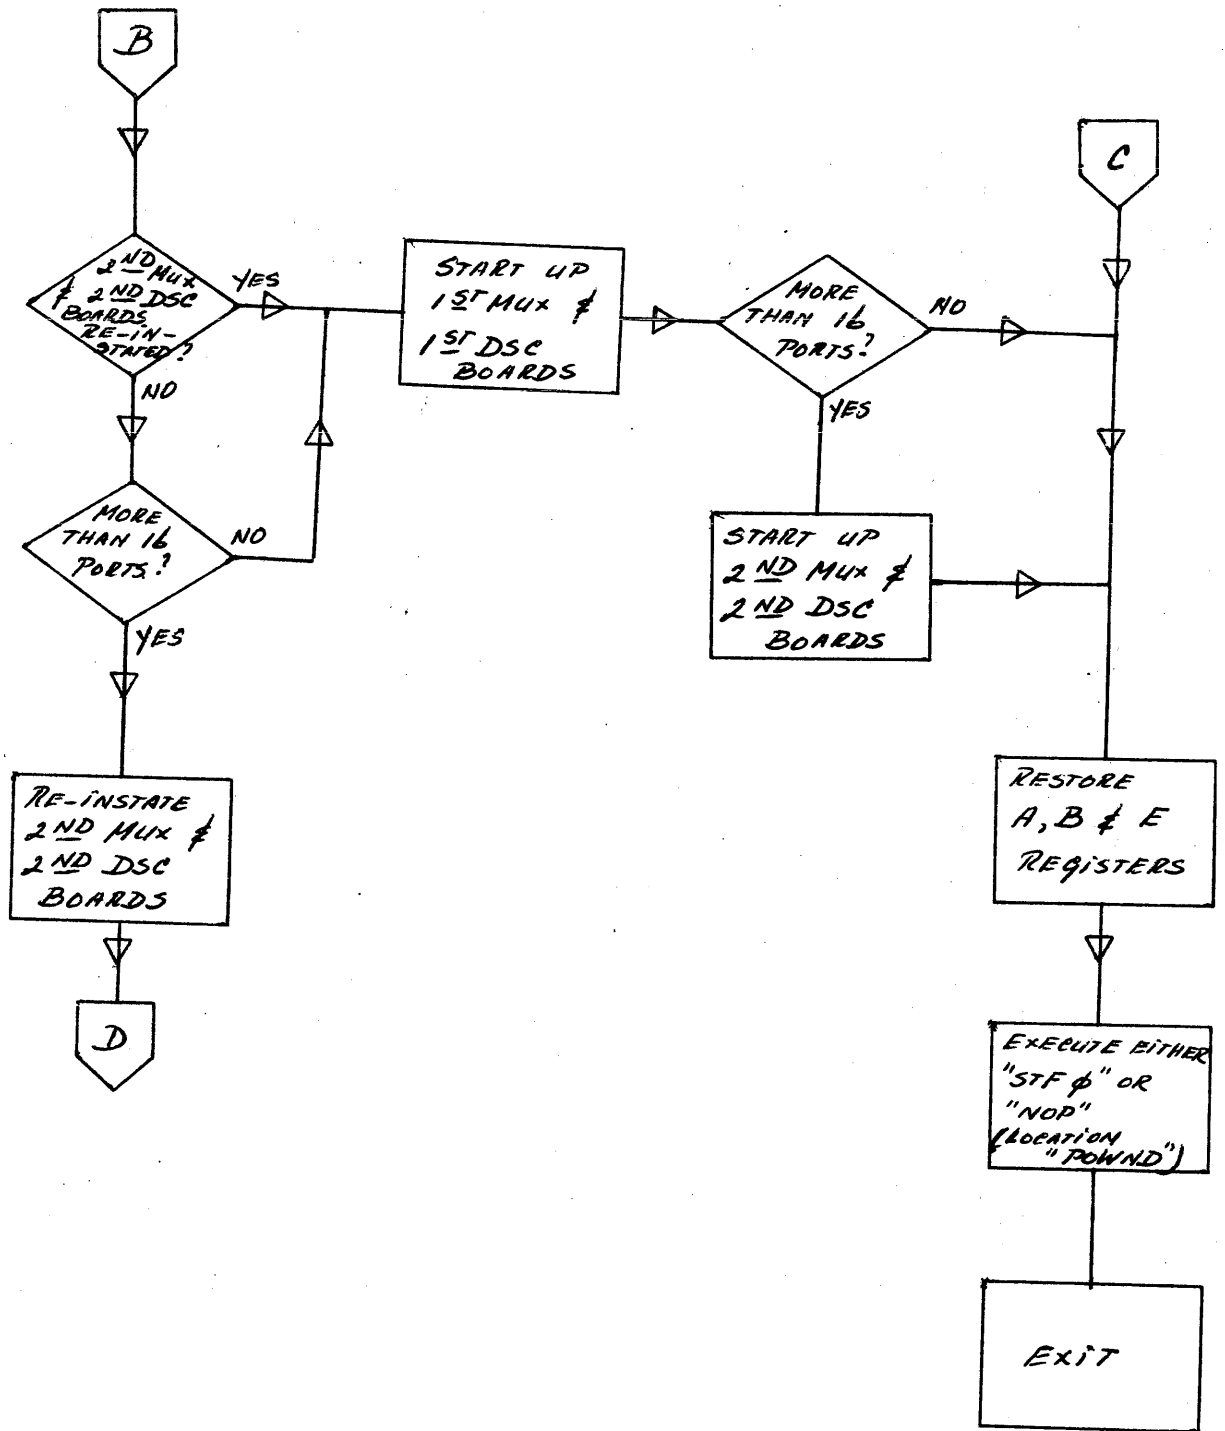 B
2ND MUX
& 2ND DSC
BOARDS
RE-IN-
STATED?
YES
NO
MORE
THAN 16
PORTS?
NO
YES
RE-INSTATE
2ND MUX &
2ND DSC
BOARDS
D
START UP
1ST MUX &
1ST DSC
BOARDS
MORE
THAN 16
PORTS?
NO
YES
START UP
2ND MUX &
2ND DSC
BOARDS
C
RESTORE
A, B & E
REGISTERS
EXECUTE EITHER
"STF ø" OR
"NOP"
(LOCATION
"POWND")
EXIT